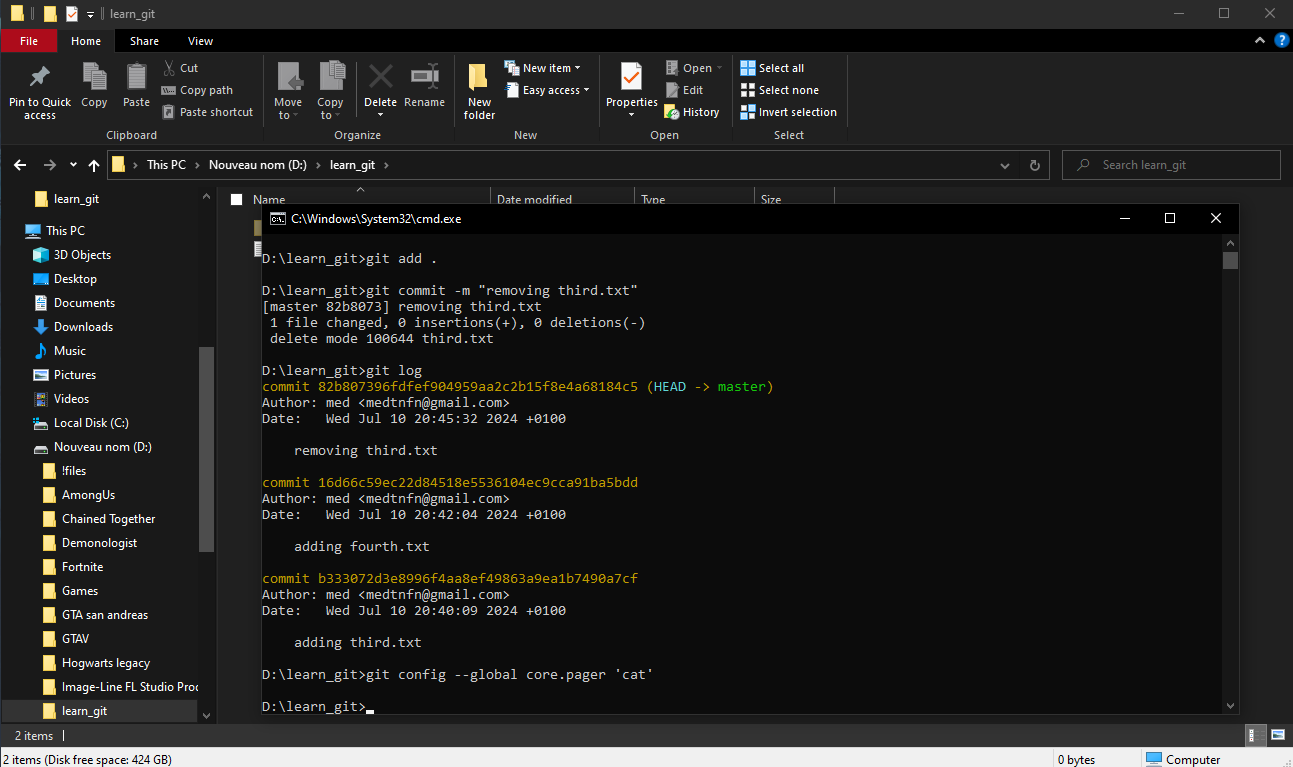 learn_git
File Home Share View
Pin to Quick access
Copy
Paste
Cut
Copy path
Paste shortcut
Clipboard
Move to
Copy to
Delete
Rename
Organize
New folder
New item
Easy access
New
Properties
Open
Edit
History
Open
Select all
Select none
Invert selection
Select
This PC > Nouveau nom (D:) > learn_git >
Search learn_git
learn_git
This PC
3D Objects
Desktop
Documents
Downloads
Music
Pictures
Videos
Local Disk (C:)
Nouveau nom (D:)
!files
AmongUs
Chained Together
Demonologist
Fortnite
Games
GTA san andreas
GTAV
Hogwarts legacy
Image-Line FL Studio Proc
learn_git
Name Date modified Type Size
C:\Windows\System32\cmd.exe
D:\learn_git>git add .
D:\learn_git>git commit -m "removing third.txt"
[master 82b8073] removing third.txt
1 file changed, 0 insertions(+), 0 deletions(-)
delete mode 100644 third.txt
D:\learn_git>git log
commit 82b807396fdfef904959aa2c2b15f8e4a68184c5 (HEAD -> master)
Author: med <medtnfn@gmail.com>
Date:   Wed Jul 10 20:45:32 2024 +0100
removing third.txt
commit 16d66c59ec22d84518e5536104ec9cca91ba5bdd
Author: med <medtnfn@gmail.com>
Date:   Wed Jul 10 20:42:04 2024 +0100
adding fourth.txt
commit b333072d3e8996f4aa8ef49863a9ea1b7490a7cf
Author: med <medtnfn@gmail.com>
Date:   Wed Jul 10 20:40:09 2024 +0100
adding third.txt
D:\learn_git>git config --global core.pager 'cat'
D:\learn_git>
2 items
2 items (Disk free space: 424 GB)
0 bytes
Computer